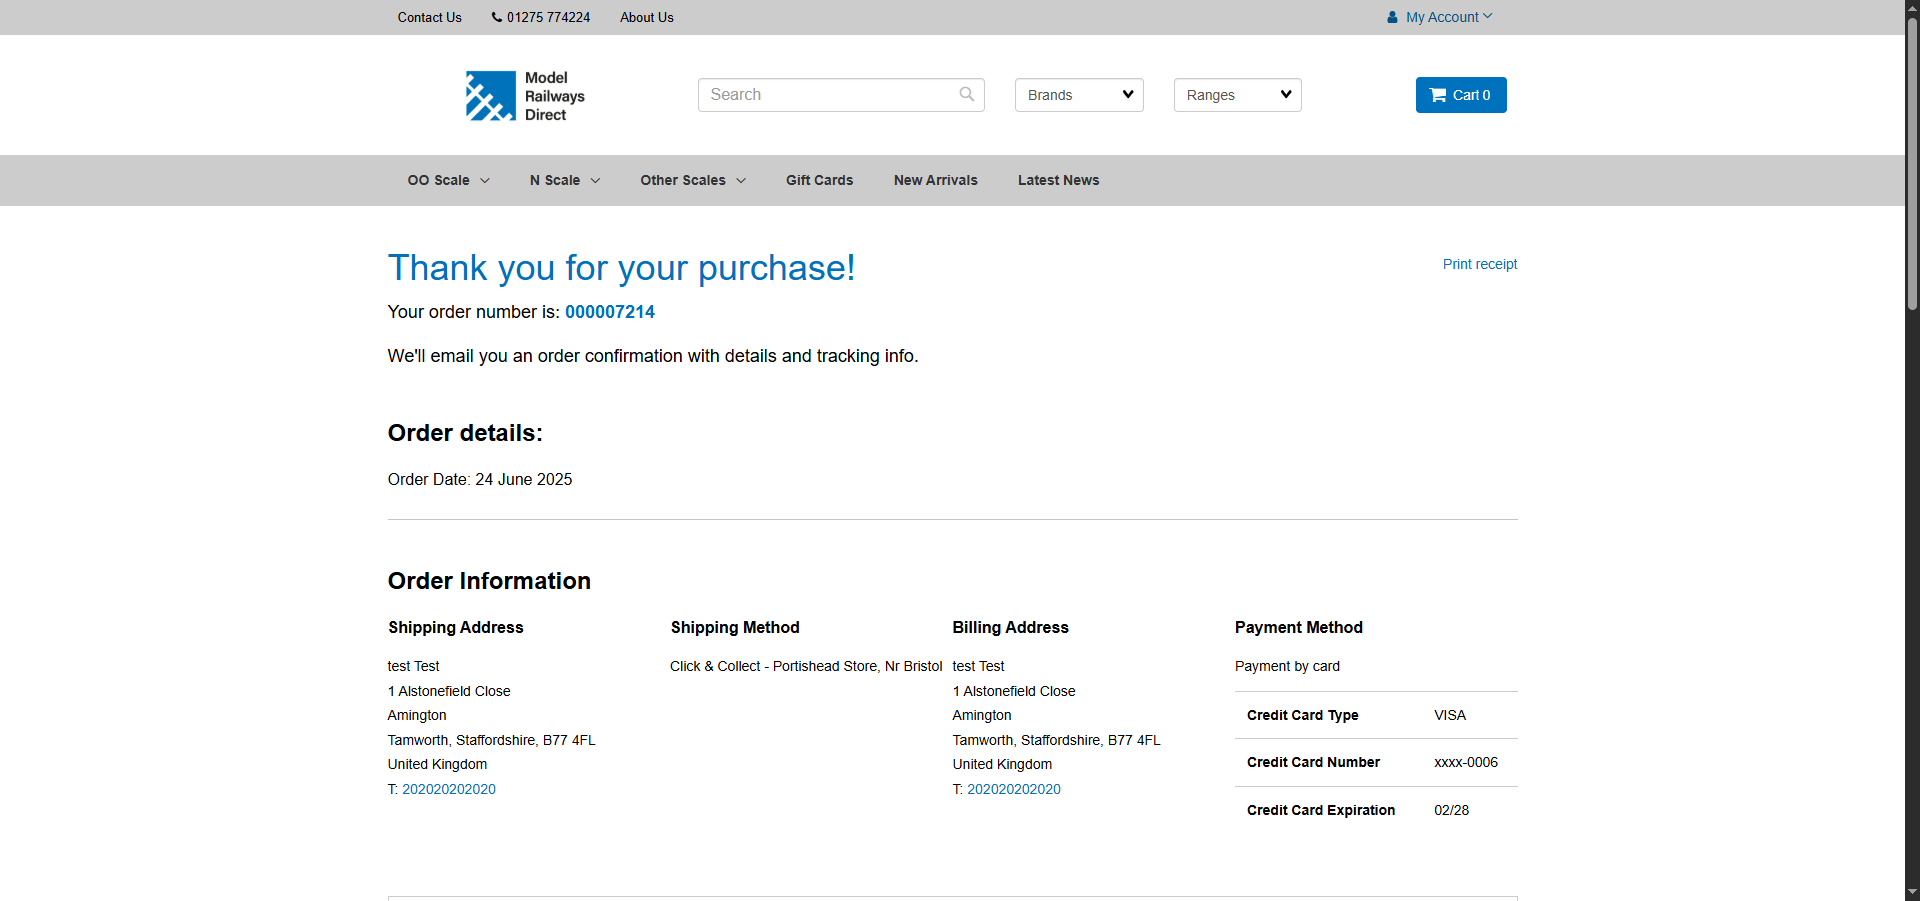 Contact Us 01275 774224 About Us My Account
Model
Railways
Direct
Search Brands Ranges Cart 0
OO Scale N Scale Other Scales Gift Cards New Arrivals Latest News
Thank you for your purchase! Print receipt
Your order number is: 000007214
We'll email you an order confirmation with details and tracking info.
Order details:
Order Date: 24 June 2025
Order Information
Shipping Address
test Test
1 Alstonefield Close
Amington
Tamworth, Staffordshire, B77 4FL
United Kingdom
T: 202020202020
Shipping Method
Click & Collect - Portishead Store, Nr Bristol
Billing Address
test Test
1 Alstonefield Close
Amington
Tamworth, Staffordshire, B77 4FL
United Kingdom
T: 202020202020
Payment Method
Payment by card
Credit Card Type VISA
Credit Card Number xxxx-0006
Credit Card Expiration 02/28